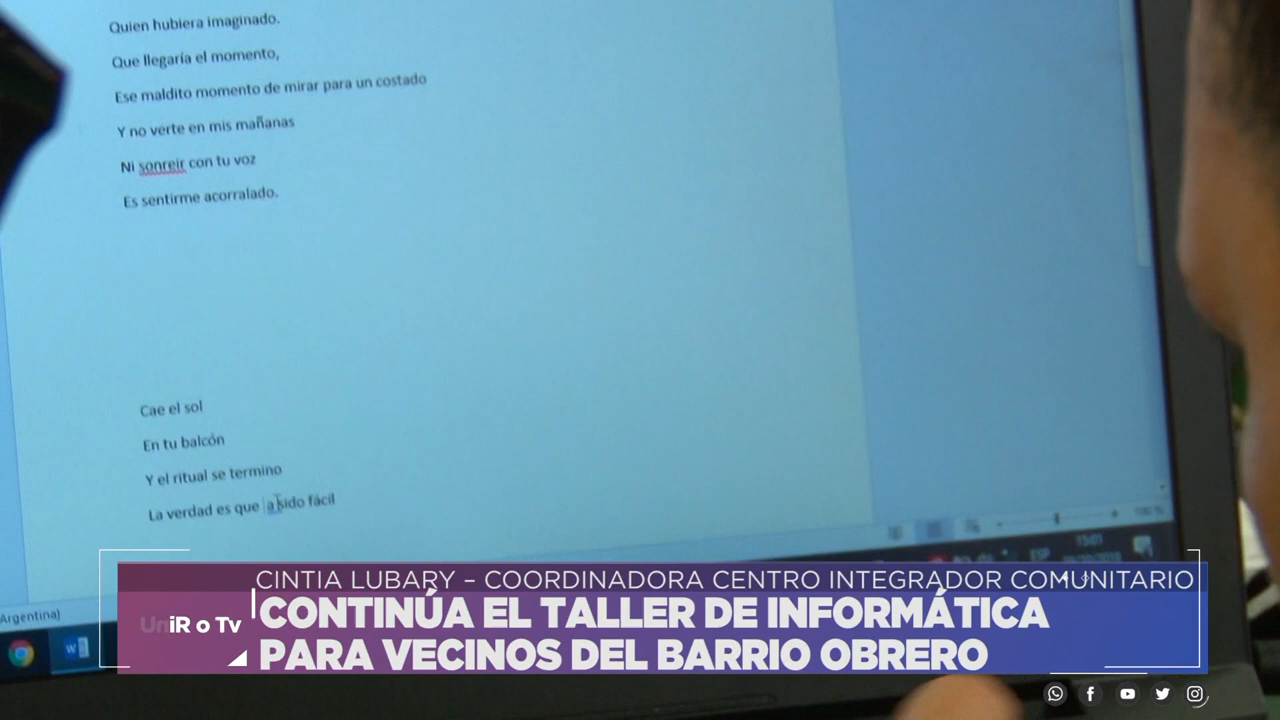 Quien hubiera imaginado.
Que llegaría el momento,
Ese maldito momento de mirar para un costado
Y no verte en mis mañanas
Ni sonreir con tu voz
Es sentirme acorralado.
Cae el sol
En tu balcón
Y el ritual se termino
La verdad es que a sido fácil
ESP
15:01
Argentina)
CINTIA LUBARY – COORDINADORA CENTRO INTEGRADOR COMUNITARIO
iR o Tv
CONTINÚA EL TALLER DE INFORMÁTICA
PARA VECINOS DEL BARRIO OBRERO